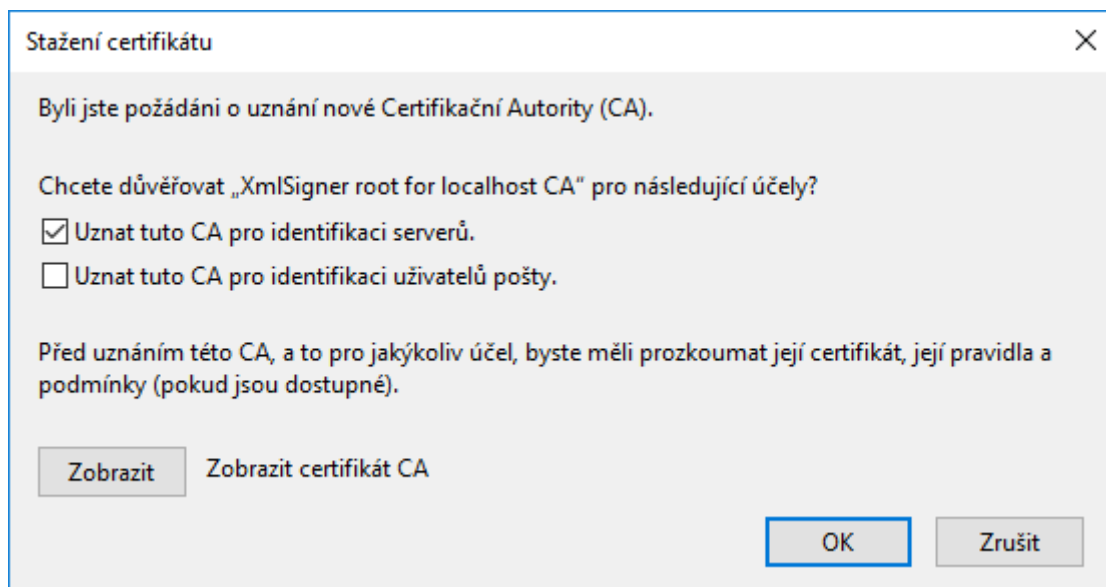 Stažení certifikátu
Byli jste požádáni o uznání nové Certifikační Autority (CA).
Chcete důvěřovat „XmlSigner root for localhost CA“ pro následující účely?
Uznat tuto CA pro identifikaci serverů.
Uznat tuto CA pro identifikaci uživatelů pošty.
Před uznáním této CA, a to pro jakýkoliv účel, byste měli prozkoumat její certifikát, její pravidla a
podmínky (pokud jsou dostupné).
Zobrazit Zobrazit certifikát CA
OK Zrušit